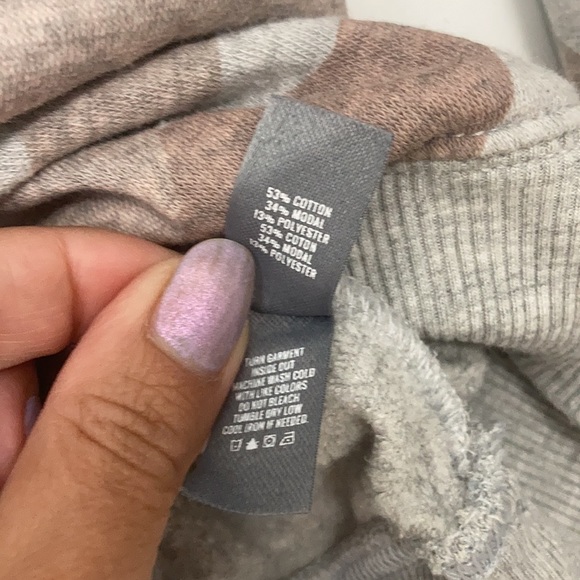 53% COTTON
34% MODAL
13% POLYESTER
53% COTON
34% MODAL
13% POLYESTER
TURN GARMENT
INSIDE OUT
MACHINE WASH COLD
WITH LIKE COLORS
DO NOT BLEACH
TUMBLE DRY LOW
COOL IRON IF NEEDED.